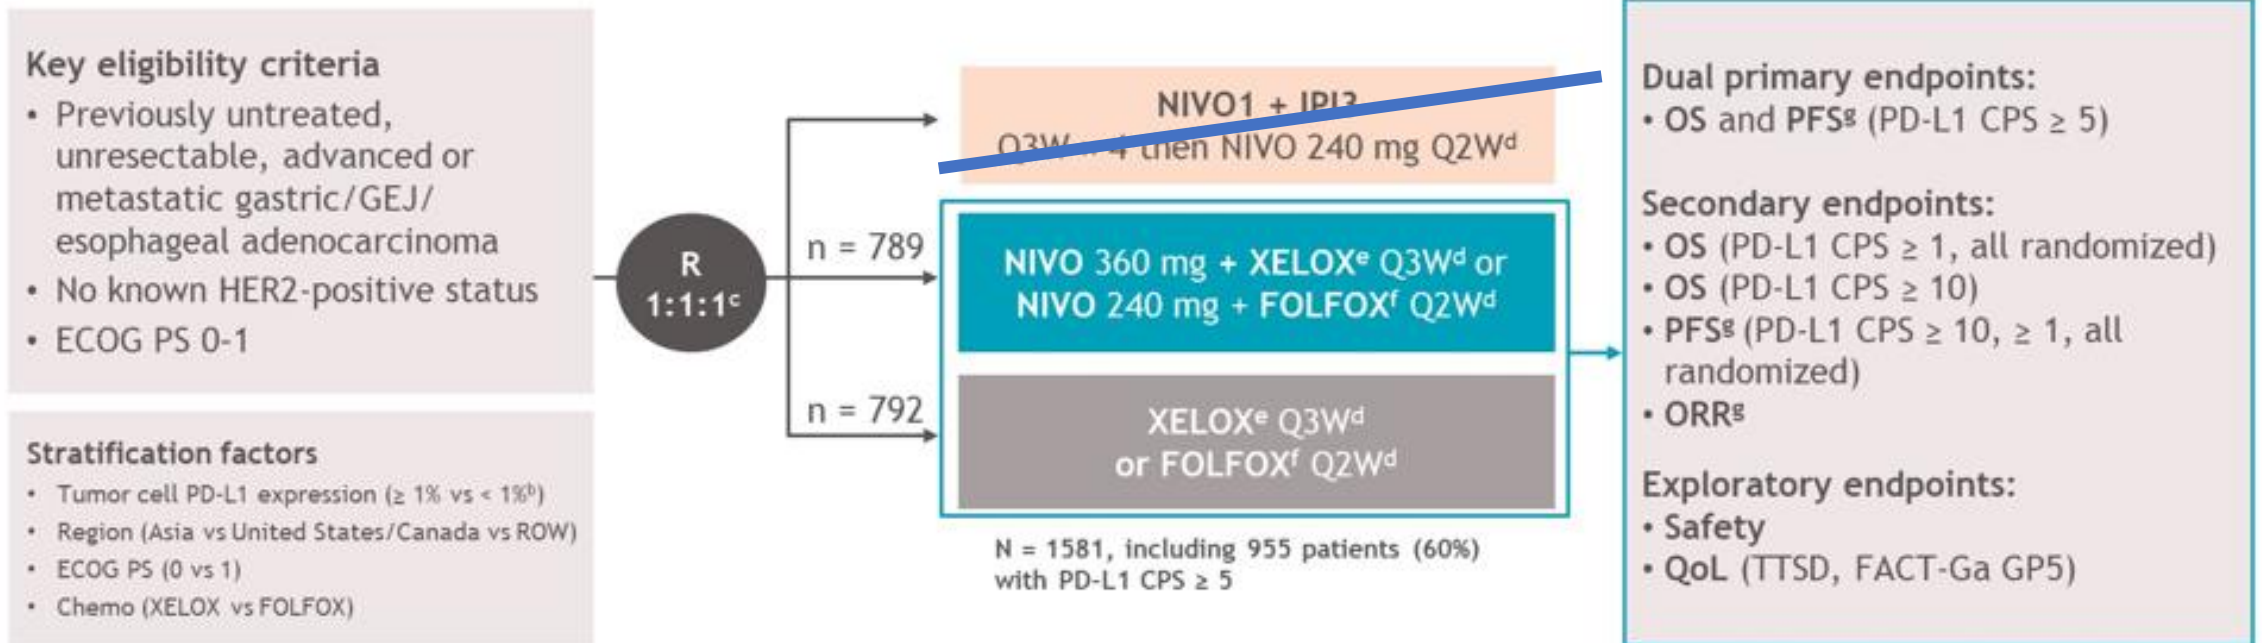 Key eligibility criteria
• Previously untreated,
unresectable, advanced or
metastatic gastric/GEJ/
esophageal adenocarcinoma
• No known HER2-positive status
• ECOG PS 0-1
Stratification factors
• Tumor cell PD-L1 expression (≥ 1% vs < 1%ᵇ)
• Region (Asia vs United States/Canada vs ROW)
• ECOG PS (0 vs 1)
• Chemo (XELOX vs FOLFOX)
R
1:1:1ᶜ
n = 789
n = 792
NIVO1 + IPI3
Q3W × 4 then NIVO 240 mg Q2Wᵈ
NIVO 360 mg + XELOXᵉ Q3Wᵈ or
NIVO 240 mg + FOLFOXᶠ Q2Wᵈ
XELOXᵉ Q3Wᵈ
or FOLFOXᶠ Q2Wᵈ
N = 1581, including 955 patients (60%)
with PD-L1 CPS ≥ 5
Dual primary endpoints:
• OS and PFSᵍ (PD-L1 CPS ≥ 5)
Secondary endpoints:
• OS (PD-L1 CPS ≥ 1, all randomized)
• OS (PD-L1 CPS ≥ 10)
• PFSᵍ (PD-L1 CPS ≥ 10, ≥ 1, all
randomized)
• ORRᵍ
Exploratory endpoints:
• Safety
• QoL (TTSD, FACT-Ga GP5)